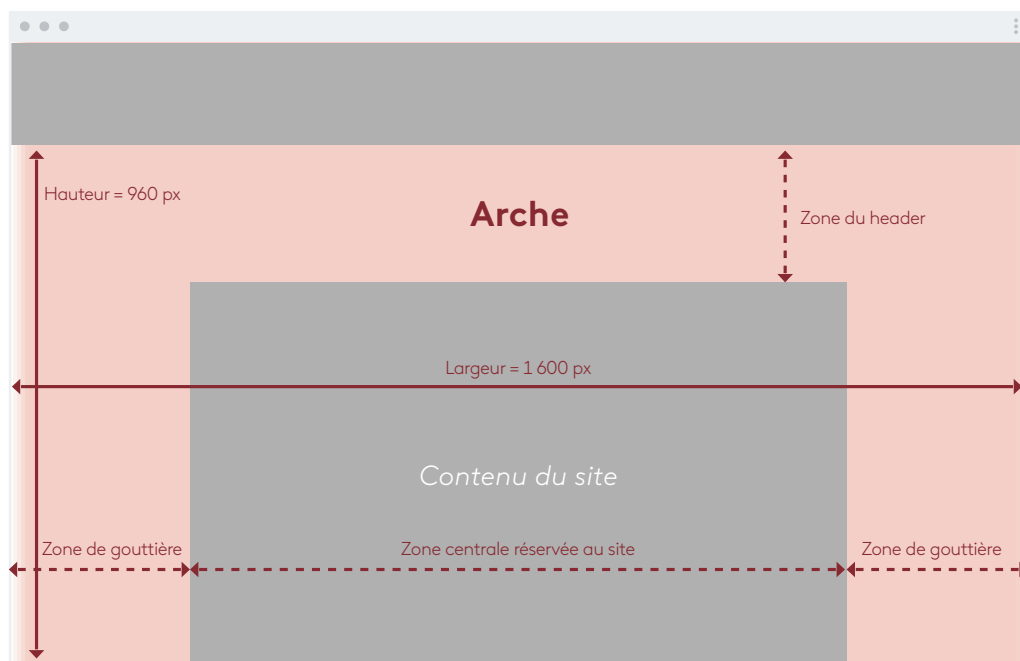 Hauteur = 960 px
Arche
Zone du header
Largeur = 1 600 px
Contenu du site
Zone de gouttière
Zone centrale réservée au site
Zone de gouttière